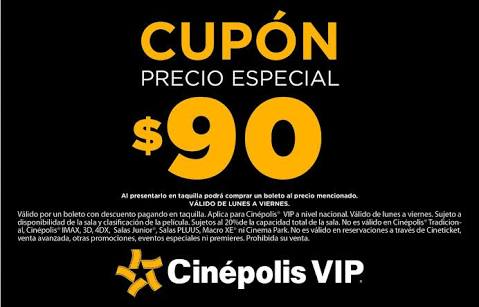 CUPÓN
PRECIO ESPECIAL
$90
Al presentarlo en taquilla podrá comprar un boleto al precio mencionado.
VÁLIDO DE LUNES A VIERNES.
Válido por un boleto con descuento pagando en taquilla. Aplica para Cinépolis® VIP a nivel nacional. Válido de lunes a viernes. Sujeto a
disponibilidad de la sala y clasificación de la película. Sujetos al 20%de la capacidad total de la sala. No es válido en Cinépolis® Tradicion-
al, Cinépolis® IMAX, 3D, 4DX, Salas Junior®, Salas PLUUS, Macro XE® ni Cinema Park. No es válido en reservaciones a través de Cineticket,
venta avanzada, otras promociones, eventos especiales ni premieres. Prohibida su venta.
Cinépolis VIP®